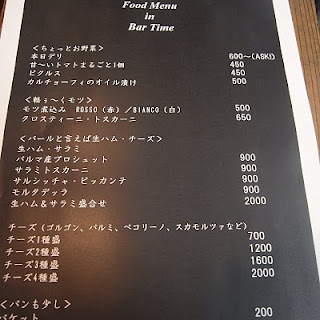 Food Menu
in
Bar Time
<ちょっとお野菜>
本日デリ 600～(ASK!)
甘～いトマトまるごと1個 450
ピクルス 450
カルチョーフィのオイル漬け 500
<軽ぅ～くモツ>
モツ煮込み ROSSO(赤)/BIANCO(白) 500
クロスティーニ・トスカーニ 650
<バールと言えば生ハム・チーズ>
生ハム・サラミ
パルマ産プロシュット 900
サラミトスカーニ 900
サルシッチャ・ピッカンテ 900
モルタデッラ 900
生ハム&サラミ盛合せ 2000
チーズ(ゴルゴン、パルミ、ペコリーノ、スカモルツァなど)
チーズ1種盛 700
チーズ2種盛 1200
チーズ3種盛 1600
チーズ4種盛 2000
<パンも少し>
バケット 200